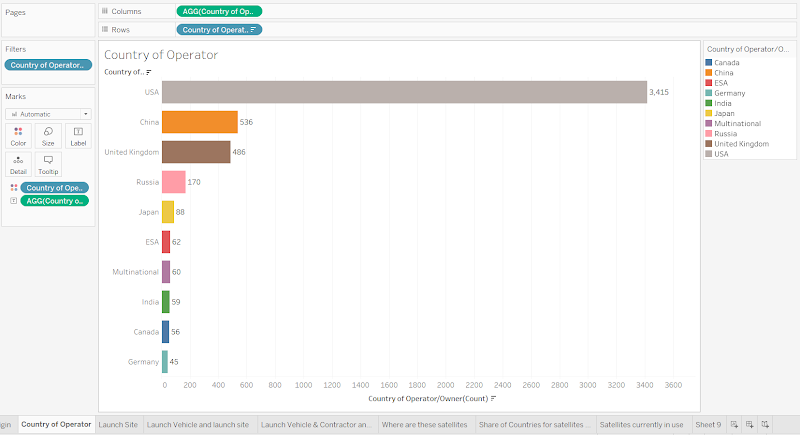 Pages
Columns
AGG(Country of Op..
Rows
Country of Operat..
Filters
Country of Operator..
Marks
Automatic
Color
Size
Label
Detail
Tooltip
Country of Ope..
AGG(Country o..
Country of Operator
Country of..
USA
3,415
China
536
United Kingdom
486
Russia
170
Japan
88
ESA
62
Multinational
60
India
59
Canada
56
Germany
45
0 200 400 600 800 1000 1200 1400 1600 1800 2000 2200 2400 2600 2800 3000 3200 3400 3600
Country of Operator/Owner(Count)
Country of Operator/O...
Canada
China
ESA
Germany
India
Japan
Multinational
Russia
United Kingdom
USA
igin
Country of Operator
Launch Site
Launch Vehicle and launch site
Launch Vehicle & Contractor an...
Where are these satellites
Share of Countries for satellites ...
Satellites currently in use
Sheet 9